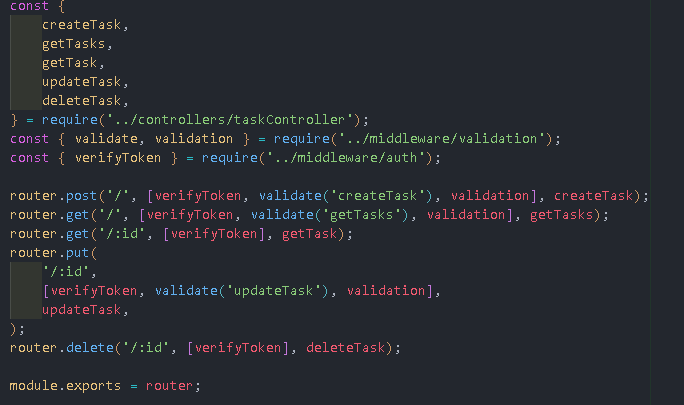 const {
    createTask,
    getTasks,
    getTask,
    updateTask,
    deleteTask,
} = require('../controllers/taskController');
const { validate, validation } = require('../middleware/validation');
const { verifyToken } = require('../middleware/auth');

router.post('/', [verifyToken, validate('createTask'), validation], createTask);
router.get('/', [verifyToken, validate('getTasks'), validation], getTasks);
router.get('/:id', [verifyToken], getTask);
router.put(
    '/:id',
    [verifyToken, validate('updateTask'), validation],
    updateTask,
);
router.delete('/:id', [verifyToken], deleteTask);

module.exports = router;